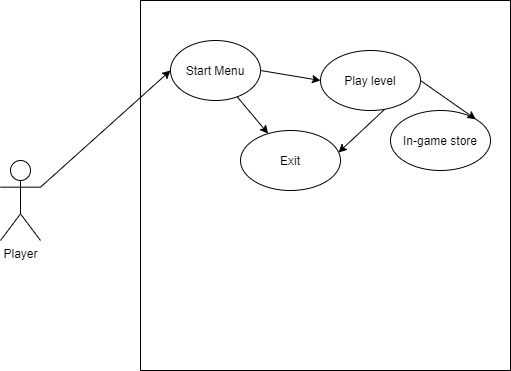 Start Menu
Play level
In-game store
Exit
Player